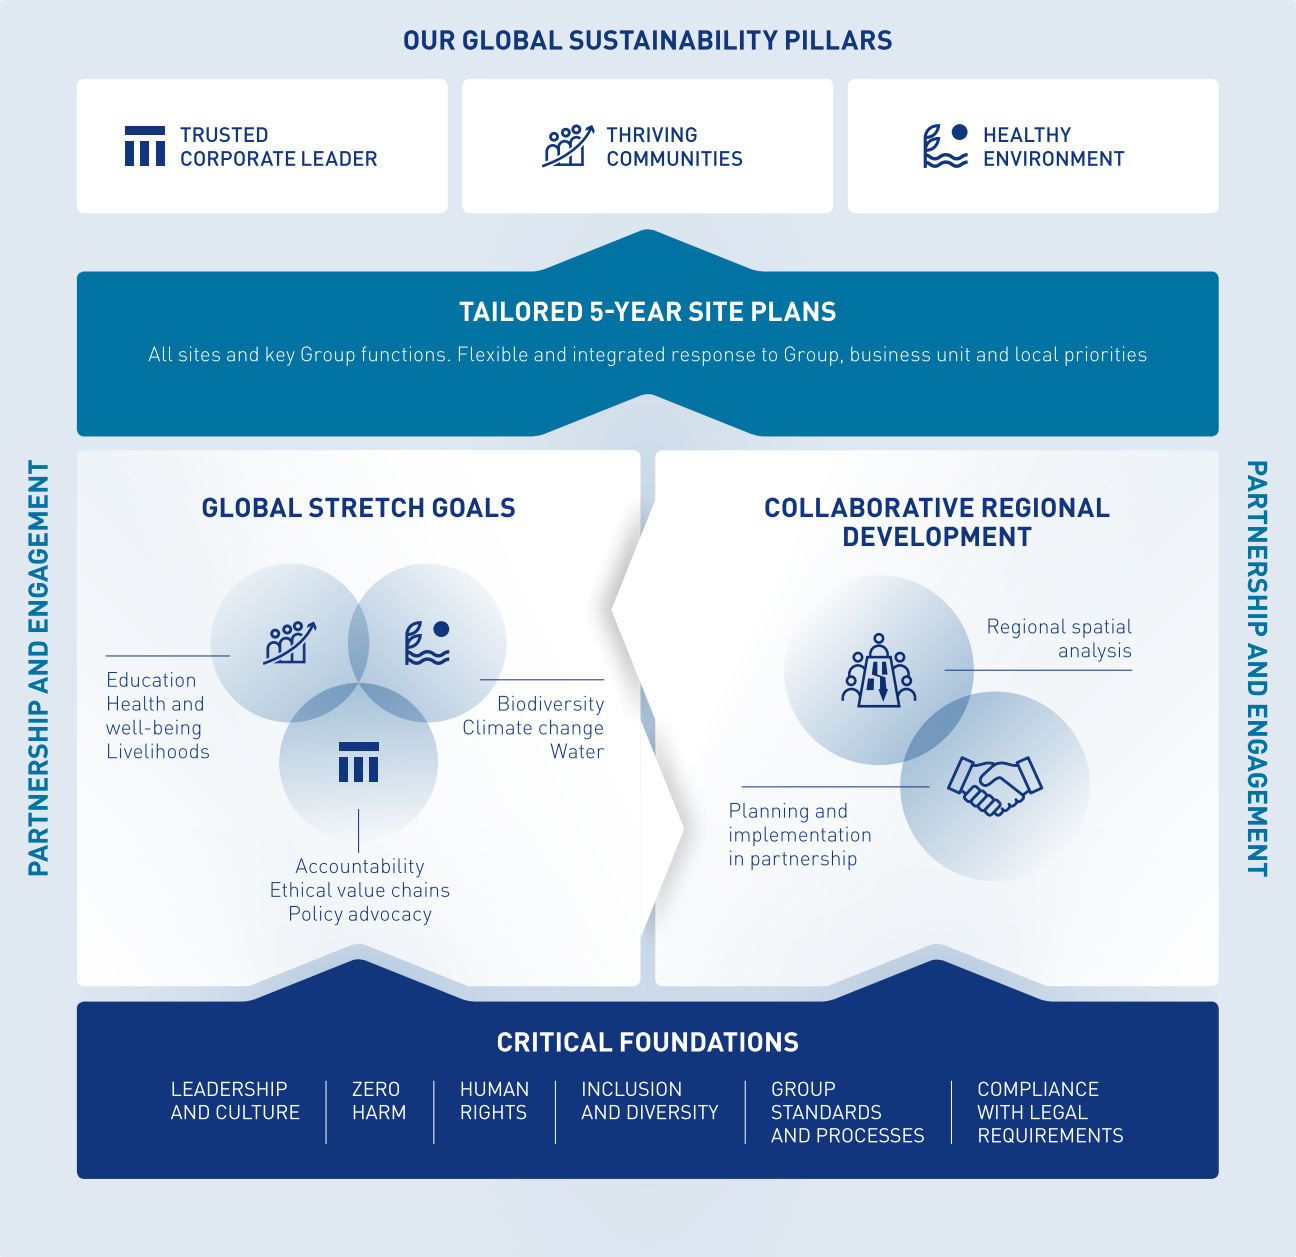 OUR GLOBAL SUSTAINABILITY PILLARS
TRUSTED
CORPORATE LEADER
THRIVING
COMMUNITIES
HEALTHY
ENVIRONMENT
TAILORED 5-YEAR SITE PLANS
All sites and key Group functions. Flexible and integrated response to Group, business unit and local priorities
PARTNERSHIP AND ENGAGEMENT
GLOBAL STRETCH GOALS
Education
Health and
well-being
Livelihoods
Biodiversity
Climate change
Water
Accountability
Ethical value chains
Policy advocacy
COLLABORATIVE REGIONAL
DEVELOPMENT
Regional spatial
analysis
Planning and
implementation
in partnership
PARTNERSHIP AND ENGAGEMENT
CRITICAL FOUNDATIONS
LEADERSHIP
AND CULTURE
ZERO
HARM
HUMAN
RIGHTS
INCLUSION
AND DIVERSITY
GROUP
STANDARDS
AND PROCESSES
COMPLIANCE
WITH LEGAL
REQUIREMENTS